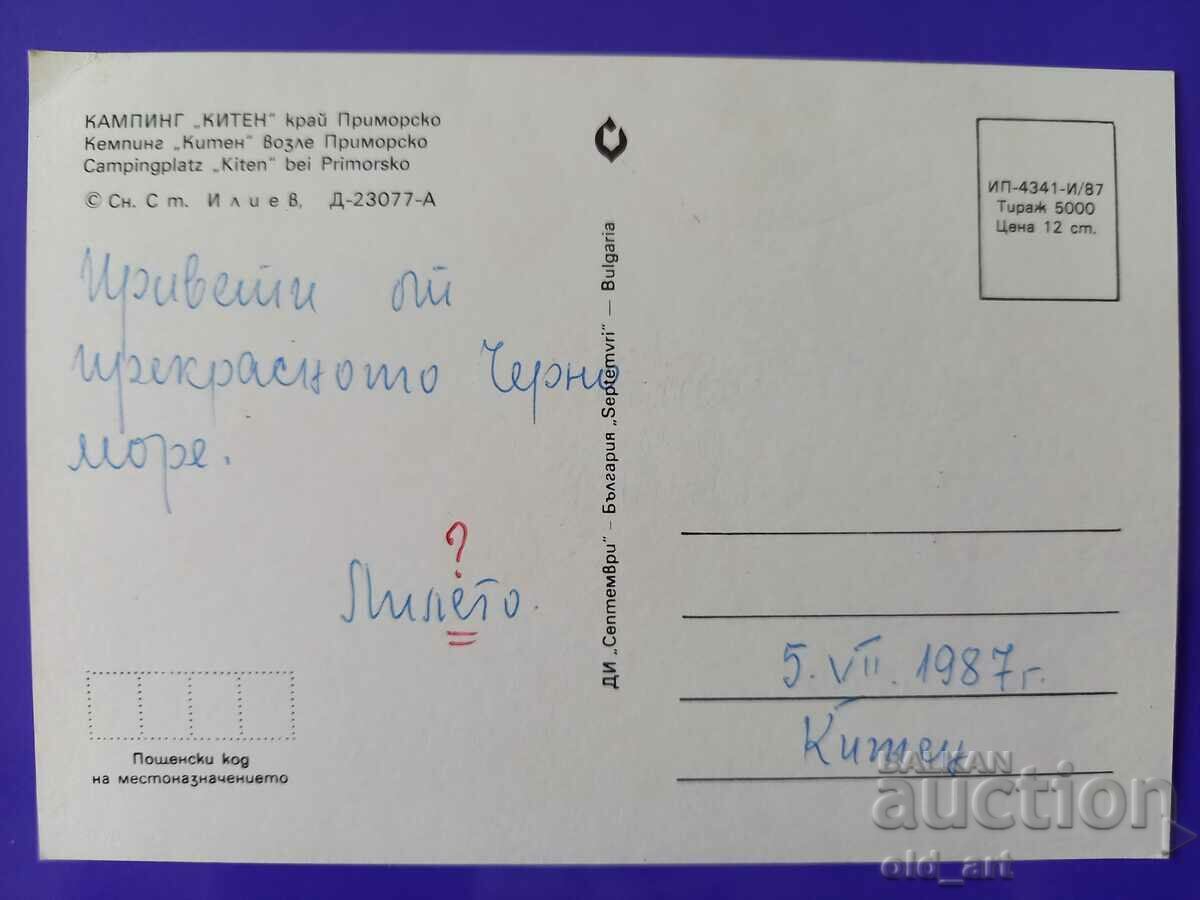 КАМПИНГ „КИТЕН" край Приморско
Кемпинг „Китен" возле Приморско
Campingplatz „Kiten" bei Primorsko
© Сн. Ст. Илиев, Д-23077-А
Привети от
прекрасното Черно
море.
?
Лилето.
Пощенски код
на местоназначението
ДИ „Септември" – България „Septemvri" — Bulgaria
ИП-4341-И/87
Тираж 5000
Цена 12 ст.
5. VII. 1987 г.
Китен
BALKAN
auction
old_art